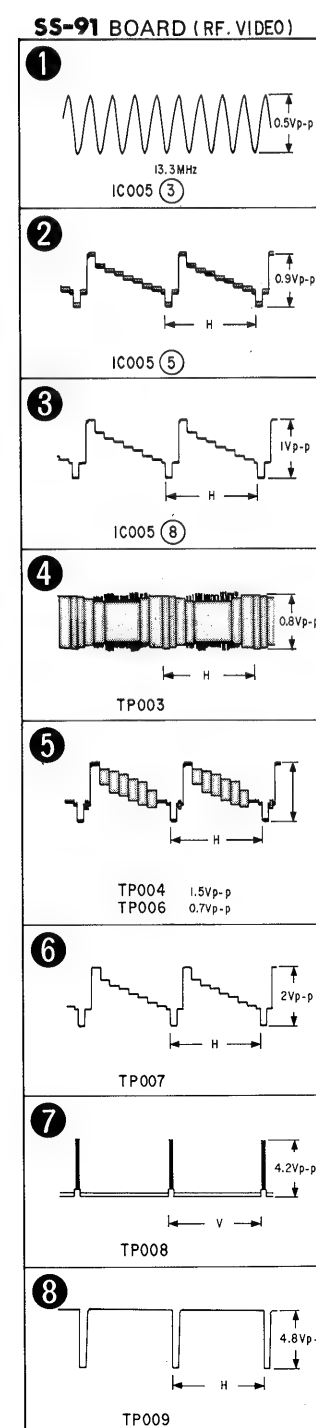 SS-91 BOARD (RF. VIDEO)
1
0.5Vp-p
13.3MHz
IC005 3
2
0.9Vp-p
H
IC005 5
3
1Vp-p
H
IC005 8
4
0.8Vp-p
H
TP003
5
H
TP004 1.5Vp-p
TP006 0.7Vp-p
6
2Vp-p
H
TP007
7
4.2Vp-p
V
TP008
8
4.8Vp-
H
TP009